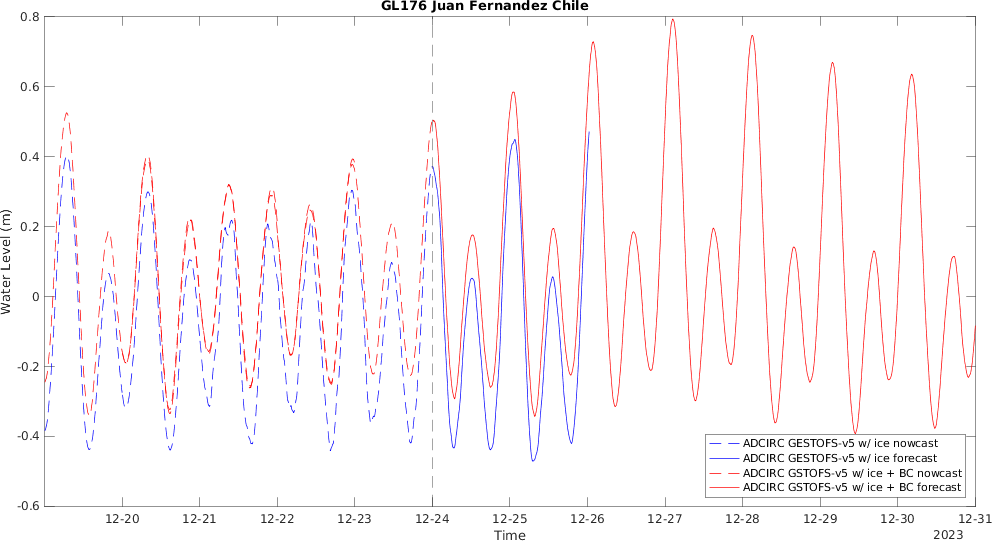 GL176 Juan Fernandez Chile
Water Level (m)
0.8
0.6
0.4
0.2
0
-0.2
-0.4
-0.6
ADCIRC GESTOFS-v5 w/ ice nowcast
ADCIRC GESTOFS-v5 w/ ice forecast
ADCIRC GSTOFS-v5 w/ ice + BC nowcast
ADCIRC GSTOFS-v5 w/ ice + BC forecast
12-20 12-21 12-22 12-23 12-24 12-25 12-26 12-27 12-28 12-29 12-30 12-31
Time
2023